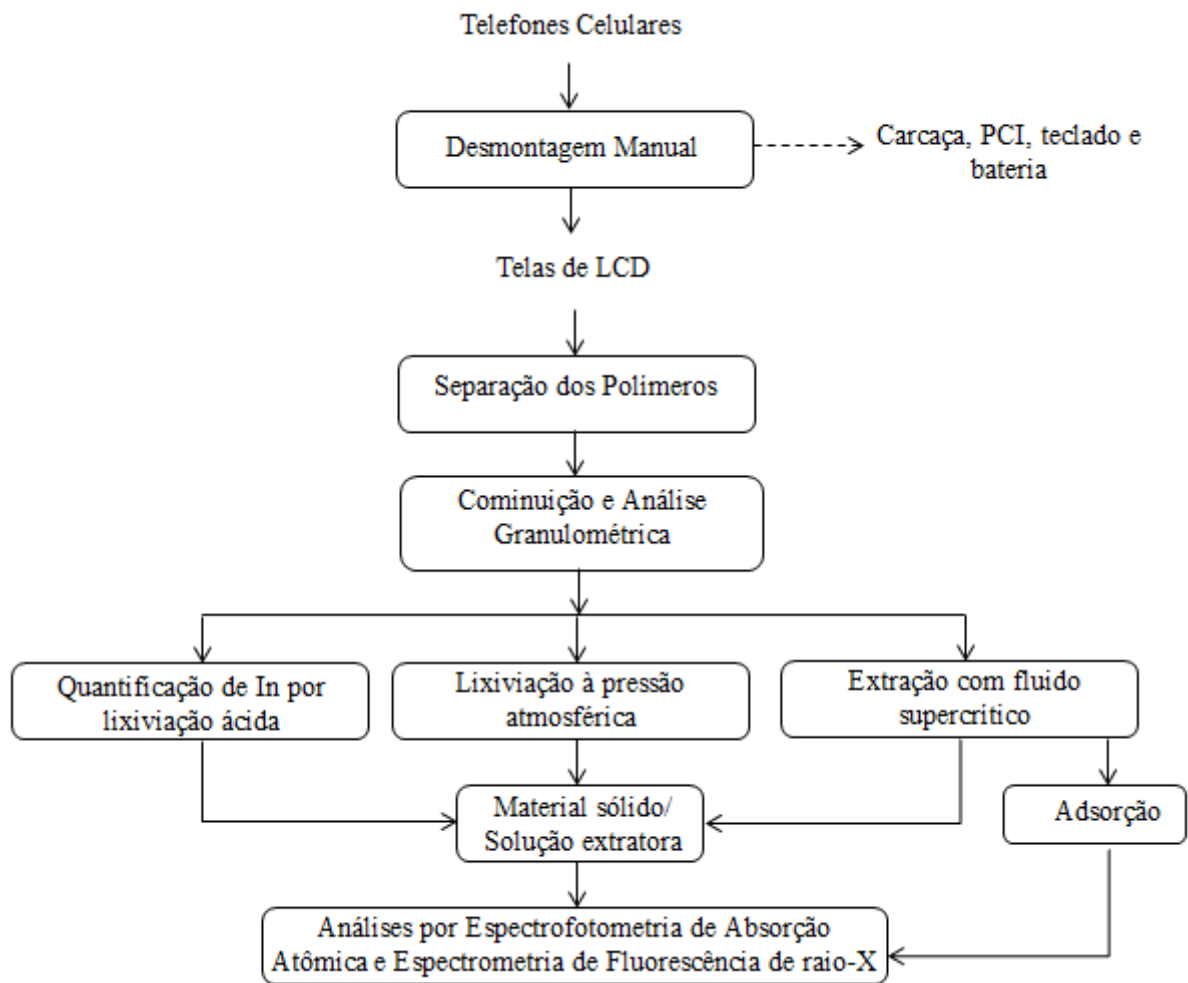 Telefones Celulares
Desmontagem Manual
Carcaça, PCI, teclado e
bateria
Telas de LCD
Separação dos Polímeros
Cominuição e Análise
Granulométrica
Quantificação de In por
lixiviação ácida
Lixiviação à pressão
atmosférica
Extração com fluido
supercrítico
Material sólido/
Solução extratora
Adsorção
Análises por Espectrofotometria de Absorção
Atômica e Espectrometria de Fluorescência de raio-X